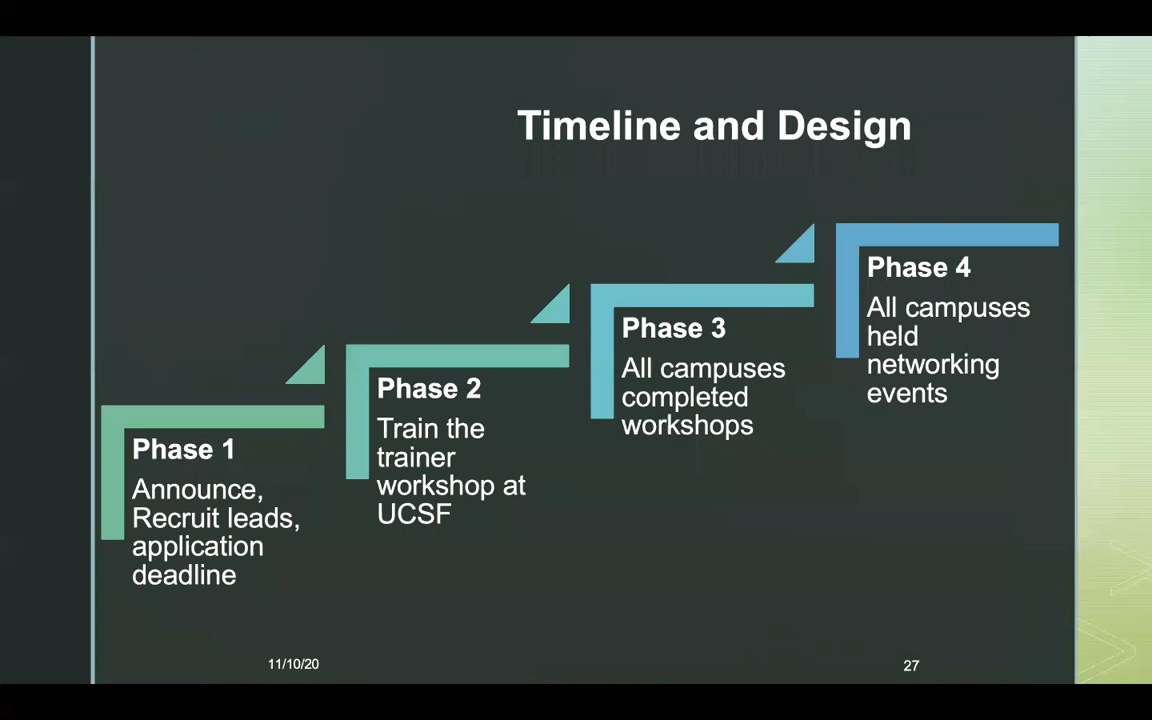 Timeline and Design
Phase 1
Announce,
Recruit leads,
application
deadline
Phase 2
Train the
trainer
workshop at
UCSF
Phase 3
All campuses
completed
workshops
Phase 4
All campuses
held
networking
events
11/10/20
27